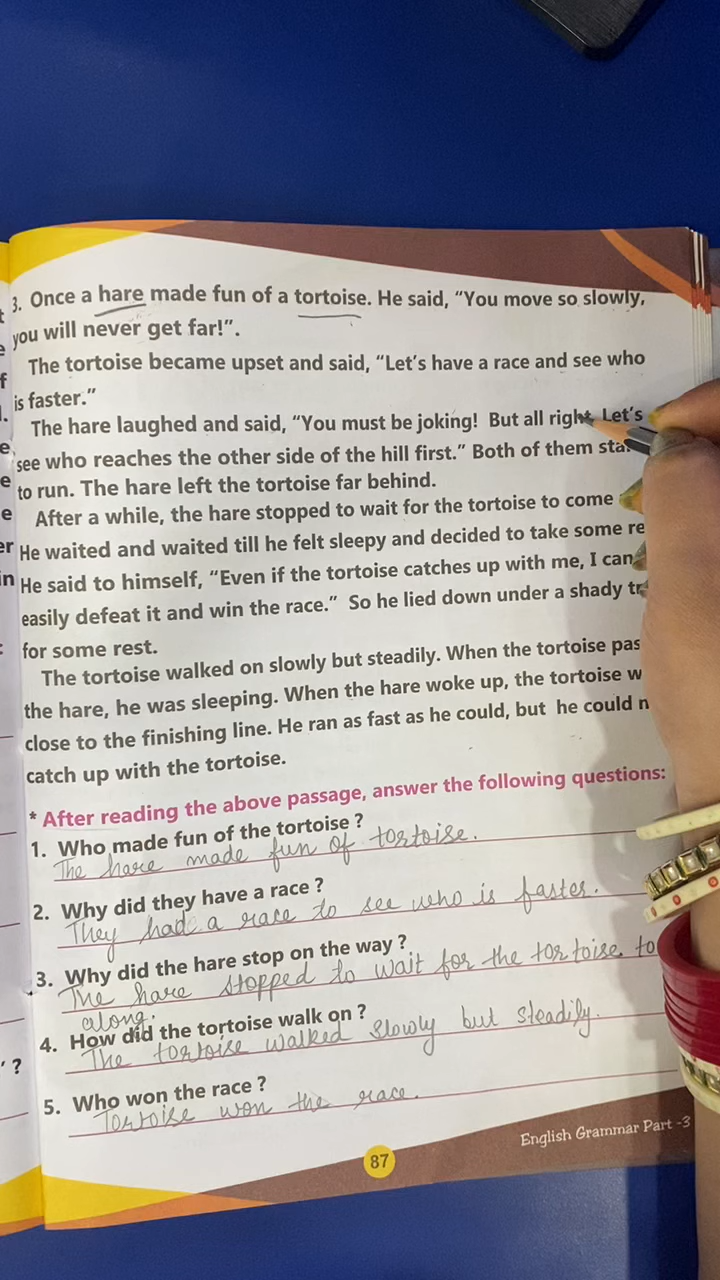 3. Once a hare made fun of a tortoise. He said, “You move so slowly,
you will never get far!”.
The tortoise became upset and said, “Let’s have a race and see who
is faster.”
The hare laughed and said, “You must be joking! But all right. Let’s
see who reaches the other side of the hill first.” Both of them
to run. The hare left the tortoise far behind.
After a while, the hare stopped to wait for the tortoise to come
He waited and waited till he felt sleepy and decided to take some
He said to himself, “Even if the tortoise catches up with me, I can
easily defeat it and win the race.” So he lied down under a shady
for some rest.
The tortoise walked on slowly but steadily. When the tortoise
the hare, he was sleeping. When the hare woke up, the tortoise
close to the finishing line. He ran as fast as he could, but he could
catch up with the tortoise.
* After reading the above passage, answer the following questions:
1. Who made fun of the tortoise ?
The hare made fun of tortoise.
2. Why did they have a race ?
They had a race to see who is faster.
3. Why did the hare stop on the way ?
The hare stopped to wait for the tortoise to
along.
4. How did the tortoise walk on ?
The tortoise walked slowly but steadily.
5. Who won the race ?
Tortoise won the race.
English Grammar Part -3
87